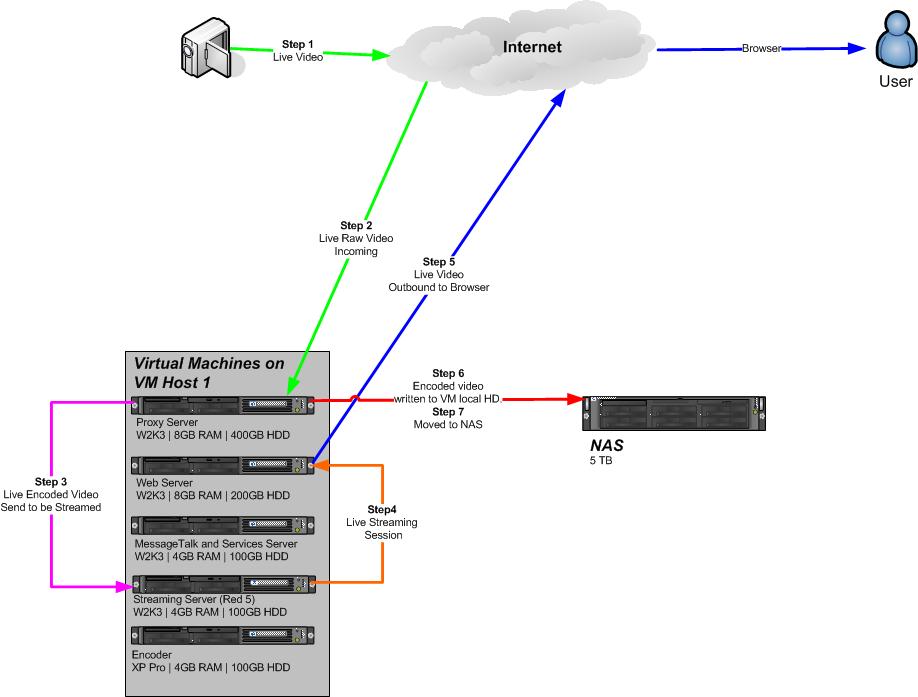 Step 1
Live Video
Internet
Browser
User
Step 2
Live Raw Video
Incoming
Step 5
Live Video
Outbound to Browser
Virtual Machines on
VM Host 1
Proxy Server
W2K3 | 8GB RAM | 400GB HDD
Step 6
Encoded video
written to VM local HD.
Step 7
Moved to NAS
NAS
5 TB
Web Server
W2K3 | 8GB RAM | 200GB HDD
Step 3
Live Encoded Video
Send to be Streamed
Step4
Live Streaming
Session
MessageTalk and Services Server
W2K3 | 4GB RAM | 100GB HDD
Streaming Server (Red 5)
W2K3 | 4GB RAM | 100GB HDD
Encoder
XP Pro | 4GB RAM | 100GB HDD